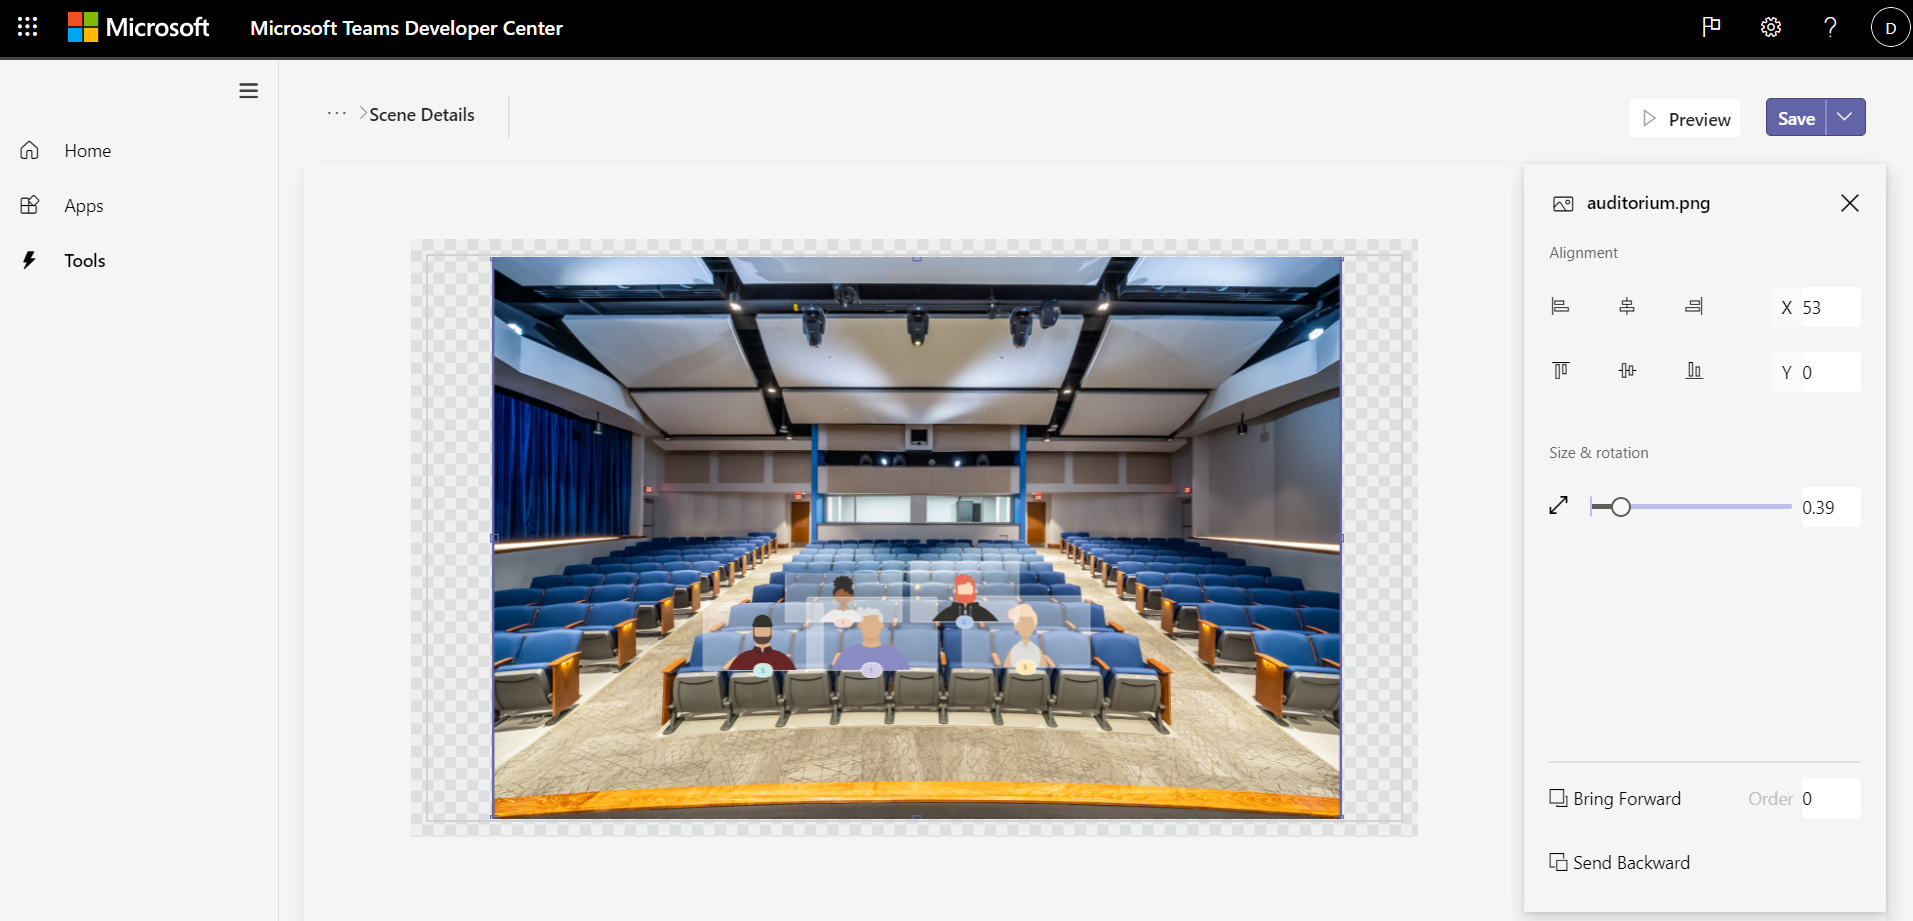 Microsoft Microsoft Teams Developer Center ? D
Home
Apps
Tools
... > Scene Details
Preview
Save
auditorium.png
Alignment
X 53
Y 0
Size & rotation
0.39
Bring Forward Order 0
Send Backward